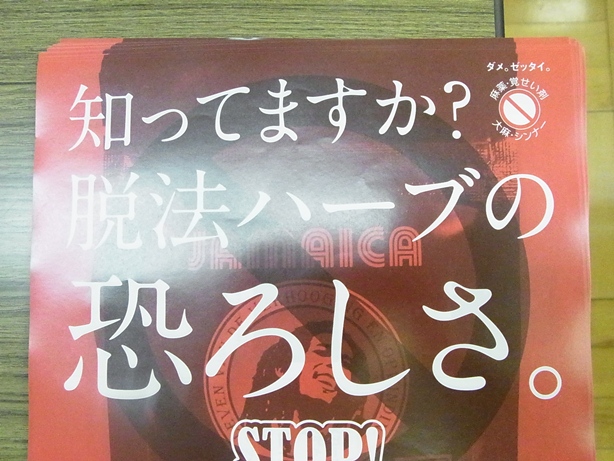 ダメ。ゼッタイ。
麻薬・覚せい剤
大麻・シンナー
知ってますか?
脱法ハーブの
JAMAICA
恐ろしさ。
STOP!